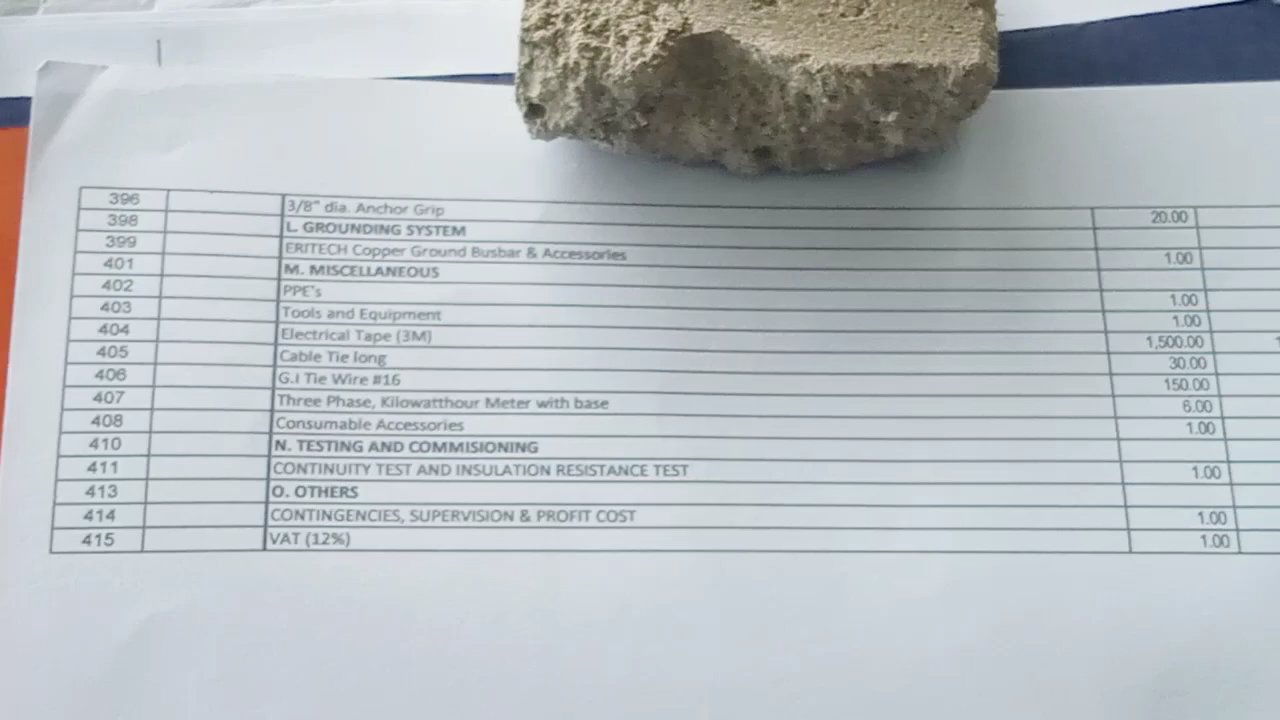 396 3/8" dia. Anchor Grip 20.00
398 L. GROUNDING SYSTEM
399 ERITECH Copper Ground Busbar & Accessories 1.00
401 M. MISCELLANEOUS
402 PPE's 1.00
403 Tools and Equipment 1.00
404 Electrical Tape (3M) 1,500.00
405 Cable Tie long 30.00
406 G.I Tie Wire #16 150.00
407 Three Phase, Kilowatthour Meter with base 6.00
408 Consumable Accessories 1.00
410 N. TESTING AND COMMISIONING
411 CONTINUITY TEST AND INSULATION RESISTANCE TEST 1.00
413 O. OTHERS
414 CONTINGENCIES, SUPERVISION & PROFIT COST 1.00
415 VAT (12%) 1.00